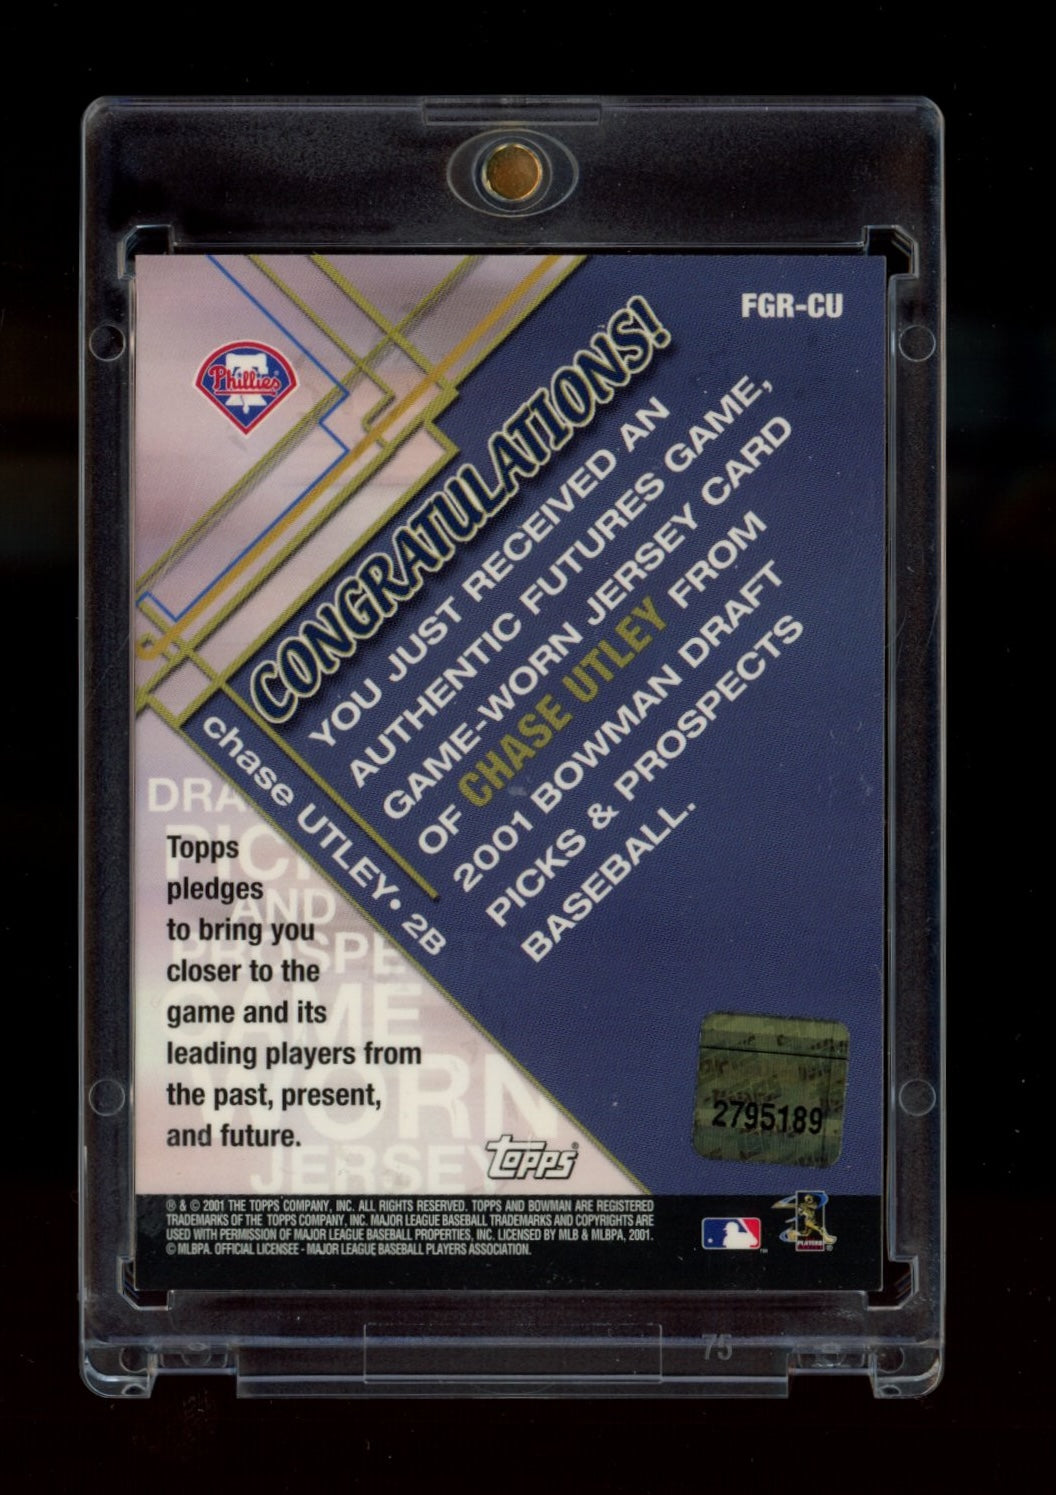 FGR-CU
Phillies
CONGRATULATIONS!
YOU JUST RECEIVED AN
AUTHENTIC FUTURES GAME,
GAME-WORN JERSEY CARD
OF CHASE UTLEY FROM
2001 BOWMAN DRAFT
PICKS & PROSPECTS
BASEBALL.
chase UTLEY • 2B
DRA
PIC
AND
PROSPE
GAME
WORN
JERSEY
Topps
pledges
to bring you
closer to the
game and its
leading players from
the past, present,
and future.
topps®
2795189
® & © 2001 THE TOPPS COMPANY, INC. ALL RIGHTS RESERVED. TOPPS AND BOWMAN ARE REGISTERED
TRADEMARKS OF THE TOPPS COMPANY, INC. MAJOR LEAGUE BASEBALL TRADEMARKS AND COPYRIGHTS ARE
USED WITH PERMISSION OF MAJOR LEAGUE BASEBALL PROPERTIES, INC. LICENSED BY MLB & MLBPA, 2001.
© MLBPA. OFFICIAL LICENSEE - MAJOR LEAGUE BASEBALL PLAYERS ASSOCIATION.
PLAYERS
75